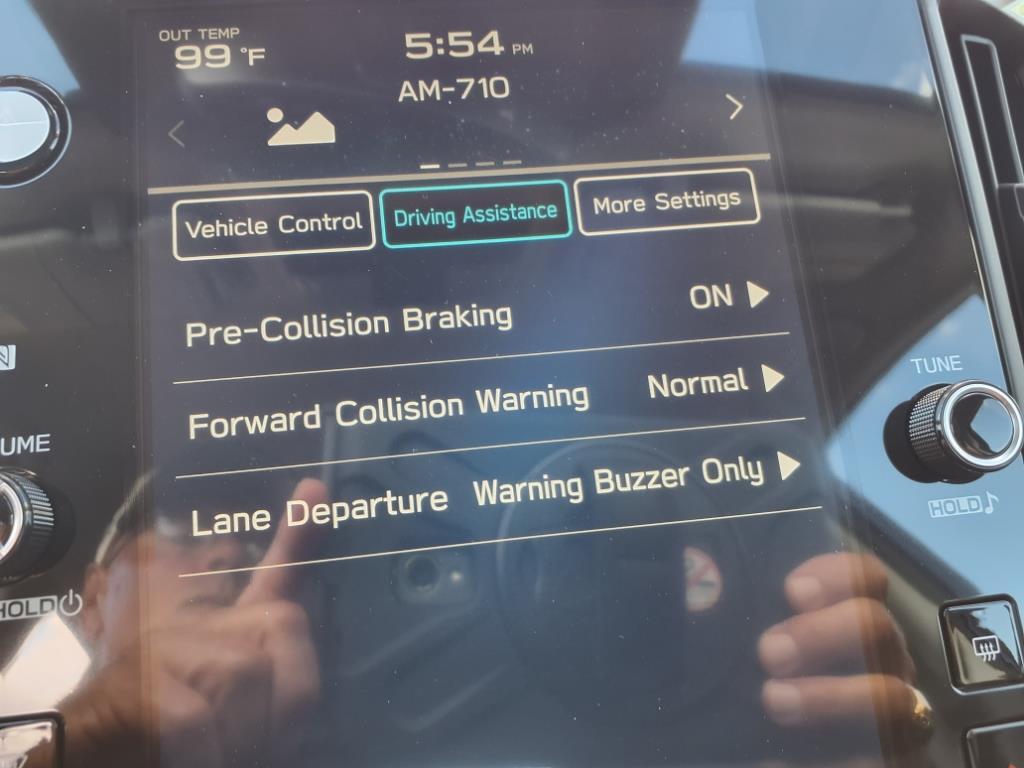 OUT TEMP
99 °F
5:54 PM
AM-710
Vehicle Control
Driving Assistance
More Settings
Pre-Collision Braking ON
Forward Collision Warning Normal
Lane Departure Warning Buzzer Only
TUNE
HOLD
UME
HOLD